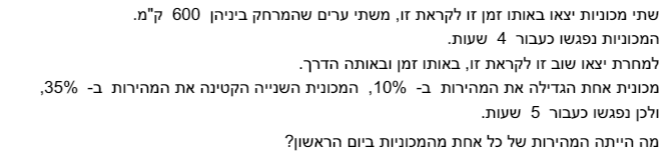 שתי מכוניות יצאו באותו זמן זו לקראת זו, משתי ערים שהמרחק ביניהן 600 ק"מ.
המכוניות נפגשו כעבור 4 שעות.
למחרת יצאו שוב זו לקראת זו, באותו זמן ובאותה הדרך.
מכונית אחת הגדילה את המהירות ב- 10%, המכונית השנייה הקטינה את המהירות ב- 35%,
ולכן נפגשו כעבור 5 שעות.
מה הייתה המהירות של כל אחת מהמכוניות ביום הראשון?